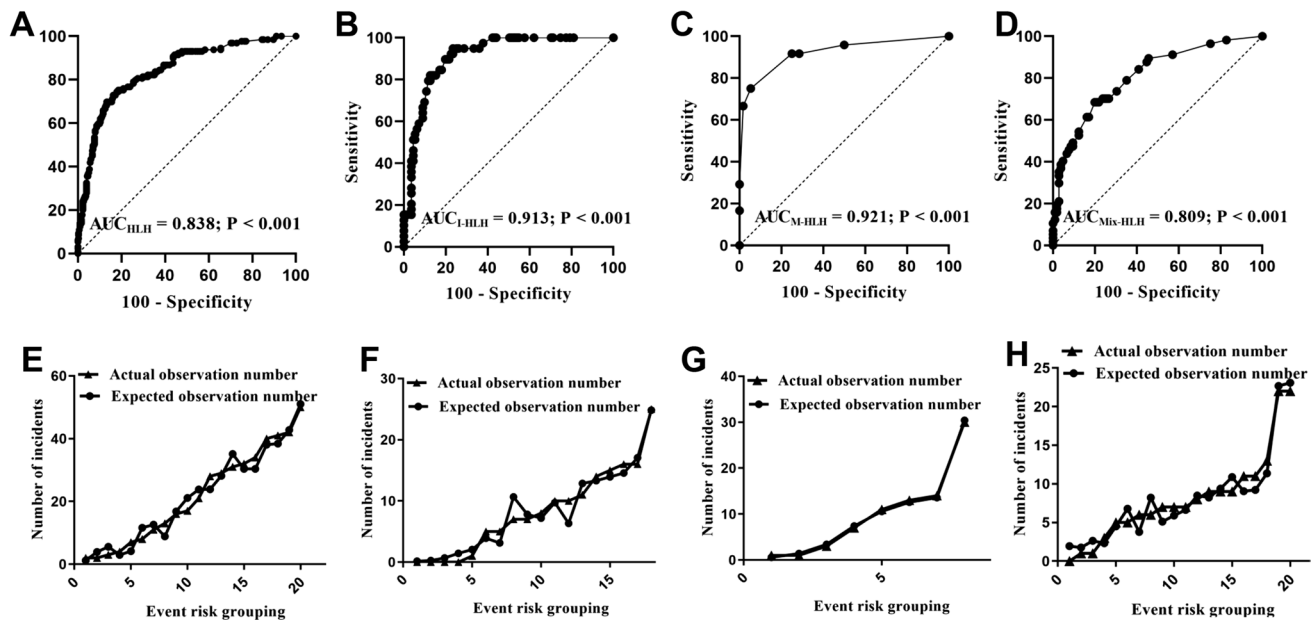 A
100
80
60
40
20
0
AUCHLH = 0.838; P < 0.001
0 20 40 60 80 100
100 - Specificity
B
Sensitivity
100
80
60
40
20
0
AUCI-HLH = 0.913; P < 0.001
0 20 40 60 80 100
100 - Specificity
C
Sensitivity
100
80
60
40
20
0
AUCM-HLH = 0.921; P < 0.001
0 20 40 60 80 100
100 - Specificity
D
Sensitivity
100
80
60
40
20
0
AUCMix-HLH = 0.809; P < 0.001
0 20 40 60 80 100
100 - Specificity
E
Actual observation number
Expected observation number
Number of incidents
60
40
20
0
0 5 10 15 20
Event risk grouping
F
Actual observation number
Expected observation number
Number of incidents
30
20
10
0
0 5 10 15
Event risk grouping
G
Actual observation number
Expected observation number
Number of incidents
40
30
20
10
0
0 5
Event risk grouping
H
Actual observation number
Expected observation number
Number of incidents
25
20
15
10
5
0
0 5 10 15 20
Event risk grouping